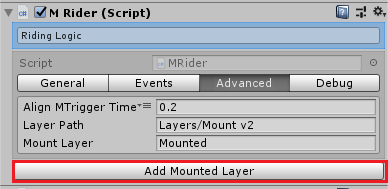 M Rider (Script)
Riding Logic
Script MRider
General Events Advanced Debug
Align MTrigger Time 0.2
Layer Path Layers/Mount v2
Mount Layer Mounted
Add Mounted Layer